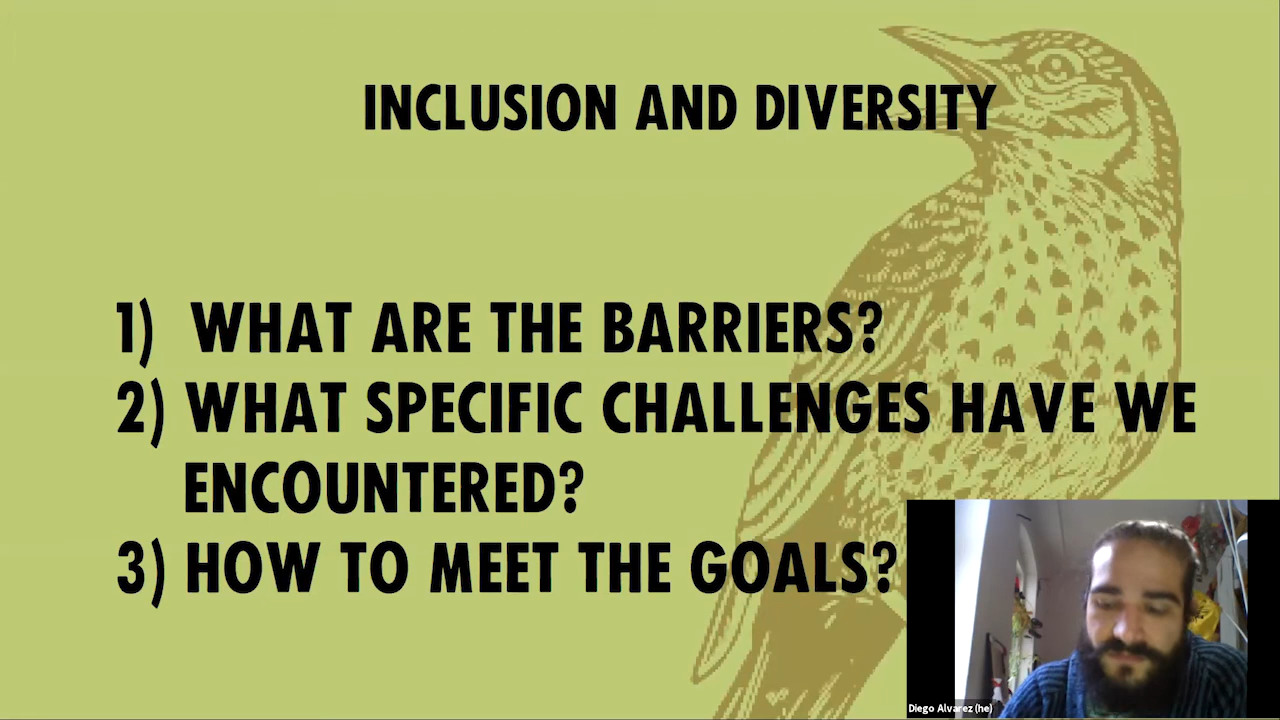 INCLUSION AND DIVERSITY
1) WHAT ARE THE BARRIERS?
2) WHAT SPECIFIC CHALLENGES HAVE WE
ENCOUNTERED?
3) HOW TO MEET THE GOALS?
Diego Alvarez (he)